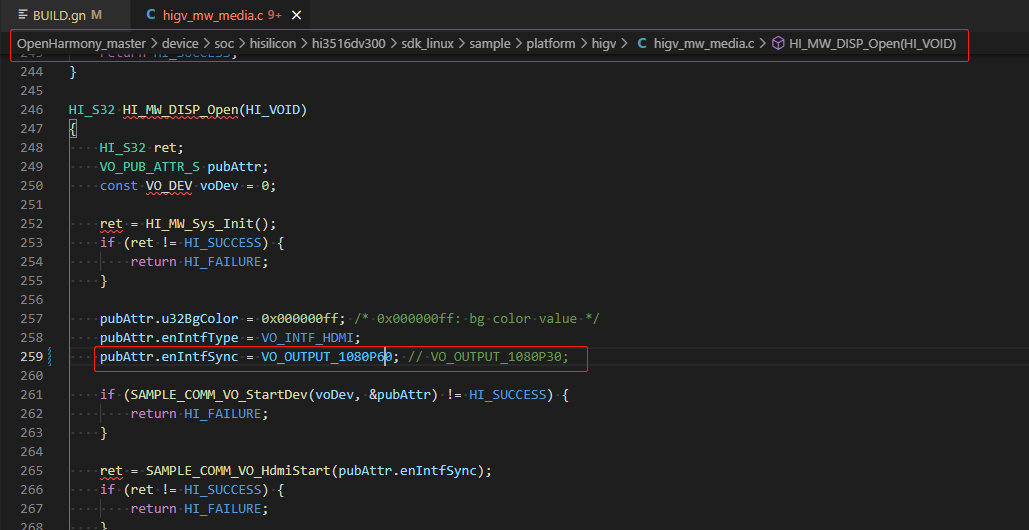 BUILD.gn M
C higv_mw_media.c 9+ ×
OpenHarmony_master > device > soc > hisilicon > hi3516dv300 > sdk_linux > sample > platform > higv > C higv_mw_media.c > HI_MW_DISP_Open(HI_VOID)
243 return HI_SUCCESS;
244 }
245
246 HI_S32 HI_MW_DISP_Open(HI_VOID)
247 {
248 HI_S32 ret;
249 VO_PUB_ATTR_S pubAttr;
250 const VO_DEV voDev = 0;
251
252 ret = HI_MW_Sys_Init();
253 if (ret != HI_SUCCESS) {
254 return HI_FAILURE;
255 }
256
257 pubAttr.u32BgColor = 0x000000ff; /* 0x000000ff: bg color value */
258 pubAttr.enIntfType = VO_INTF_HDMI;
259 pubAttr.enIntfSync = VO_OUTPUT_1080P60; // VO_OUTPUT_1080P30;
260
261 if (SAMPLE_COMM_VO_StartDev(voDev, &pubAttr) != HI_SUCCESS) {
262 return HI_FAILURE;
263 }
264
265 ret = SAMPLE_COMM_VO_HdmiStart(pubAttr.enIntfSync);
266 if (ret != HI_SUCCESS) {
267 return HI_FAILURE;
268 }